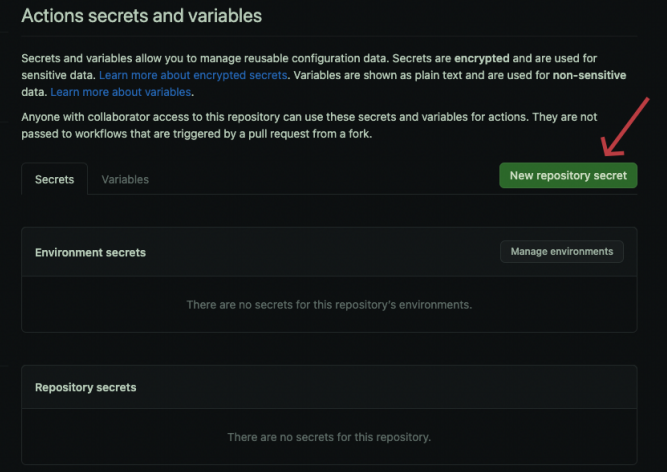 Actions secrets and variables
Secrets and variables allow you to manage reusable configuration data. Secrets are encrypted and are used for
sensitive data. Learn more about encrypted secrets. Variables are shown as plain text and are used for non-sensitive
data. Learn more about variables.
Anyone with collaborator access to this repository can use these secrets and variables for actions. They are not
passed to workflows that are triggered by a pull request from a fork.
Secrets Variables New repository secret
Environment secrets Manage environments
There are no secrets for this repository's environments.
Repository secrets
There are no secrets for this repository.